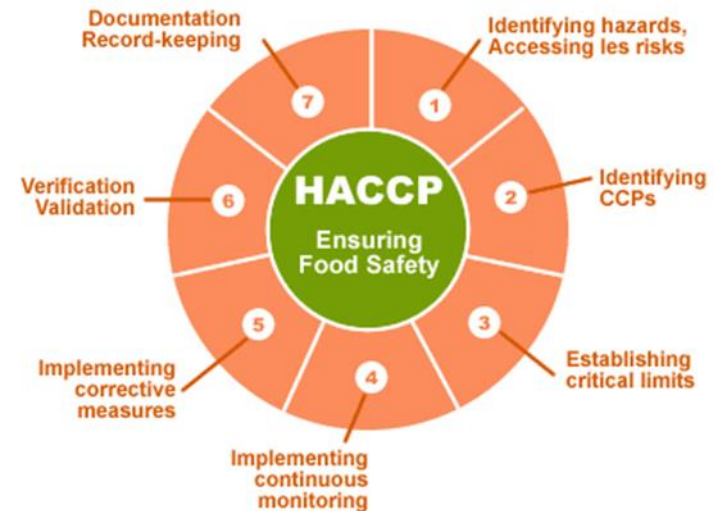 HACCP
Ensuring
Food Safety
1
Identifying hazards,
Accessing les risks
2
Identifying
CCPs
3
Establishing
critical limits
4
Implementing
continuous
monitoring
5
Implementing
corrective
measures
6
Verification
Validation
7
Documentation
Record-keeping